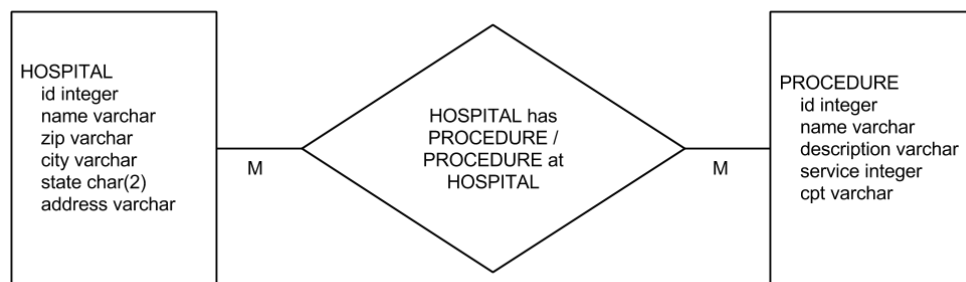 HOSPITAL
id integer
name varchar
zip varchar
city varchar
state char(2)
address varchar
M
HOSPITAL has
PROCEDURE /
PROCEDURE at
HOSPITAL
M
PROCEDURE
id integer
name varchar
description varchar
service integer
cpt varchar